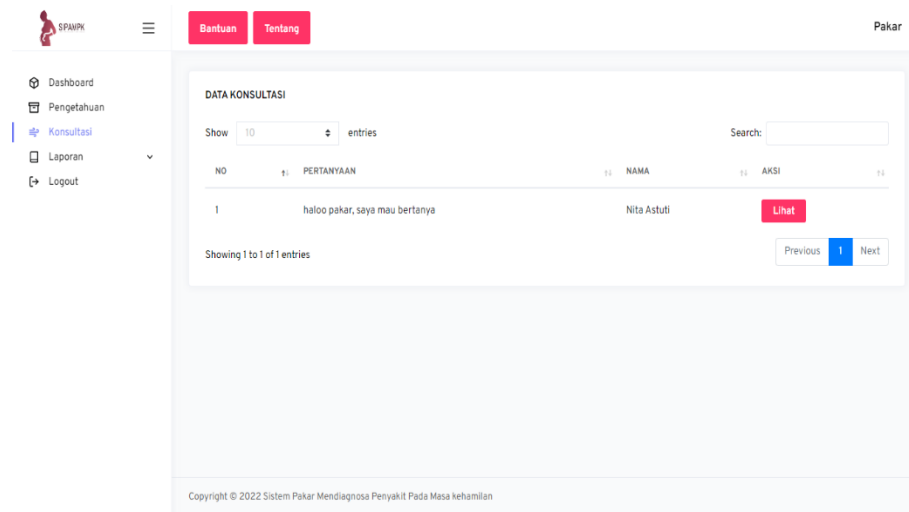 SIPAMPK
Bantuan Tentang
Pakar
Dashboard
Pengetahuan
Konsultasi
Laporan
Logout
DATA KONSULTASI
Show 10 entries
Search:
NO PERTANYAAN NAMA AKSI
1 haloo pakar, saya mau bertanya Nita Astuti Lihat
Showing 1 to 1 of 1 entries
Previous 1 Next
Copyright © 2022 Sistem Pakar Mendiagnosa Penyakit Pada Masa kehamilan